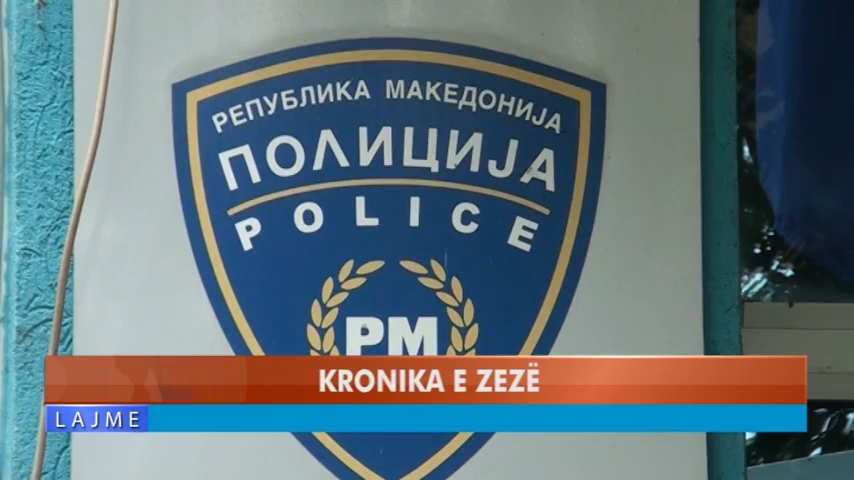 РЕПУБЛИКА МАКЕДОНИЈА
ПОЛИЦИЈА
POLICE
РМ
KRONIKA E ZEZË
LAJME